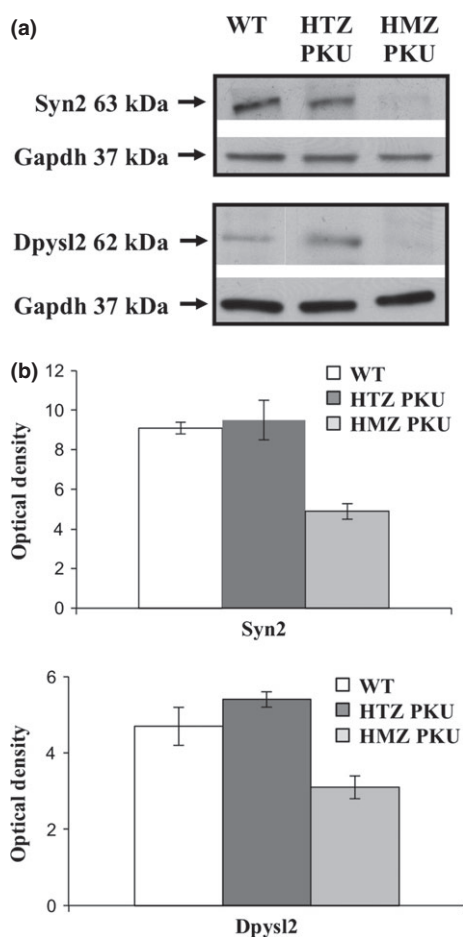 (a)
WT HTZ PKU HMZ PKU
Syn2 63 kDa
Gapdh 37 kDa
Dpysl2 62 kDa
Gapdh 37 kDa
(b)
12
10
8
6
4
2
0
Optical density
WT
HTZ PKU
HMZ PKU
Syn2
6
4
2
0
Optical density
WT
HTZ PKU
HMZ PKU
Dpysl2